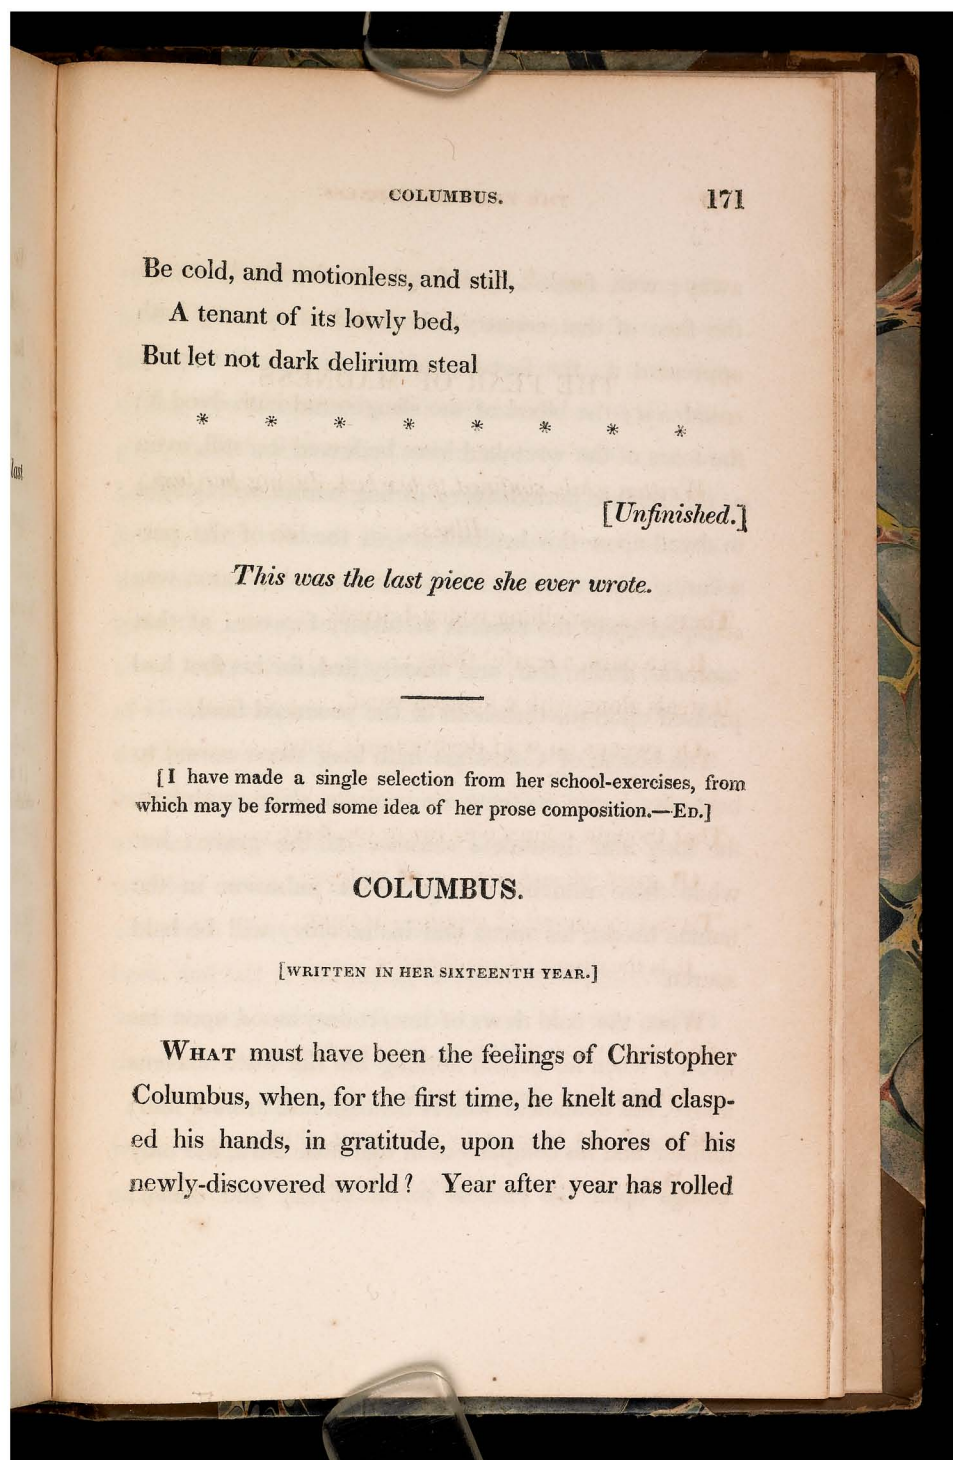 COLUMBUS. 171
Be cold, and motionless, and still,
A tenant of its lowly bed,
But let not dark delirium steal
* * * * * * * *
[Unfinished.]
This was the last piece she ever wrote.
[I have made a single selection from her school-exercises, from
which may be formed some idea of her prose composition.—ED.]
COLUMBUS.
[WRITTEN IN HER SIXTEENTH YEAR.]
WHAT must have been the feelings of Christopher
Columbus, when, for the first time, he knelt and clasp-
ed his hands, in gratitude, upon the shores of his
newly-discovered world? Year after year has rolled